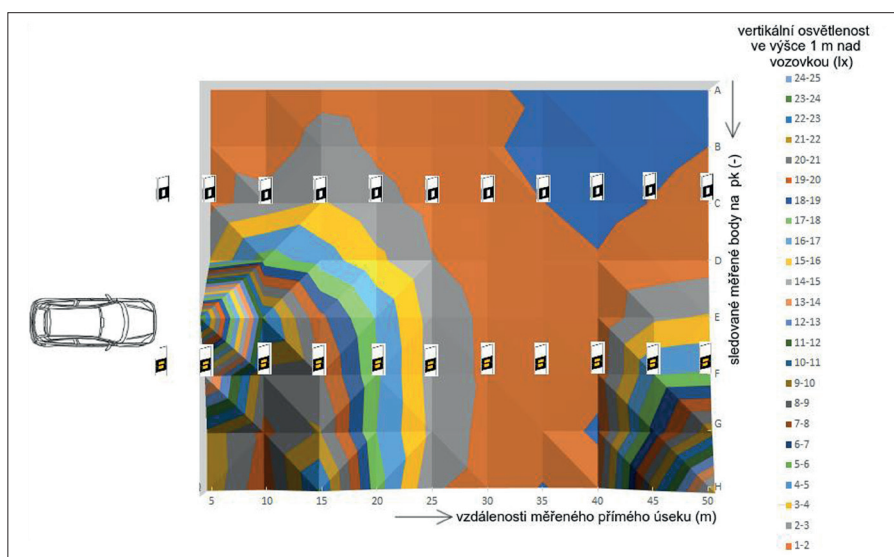 vertikální osvětlenost
ve výšce 1 m nad
vozovkou (lx)
24-25
23-24
22-23
21-22
20-21
19-20
18-19
17-18
16-17
15-16
14-15
13-14
12-13
11-12
10-11
9-10
8-9
7-8
6-7
5-6
4-5
3-4
2-3
1-2
A
B
C
D
E
F
G
H
sledované měřené body na pk (-)
5
10
15
20
25
30
35
40
45
50
vzdálenosti měřeného přímého úseku (m)